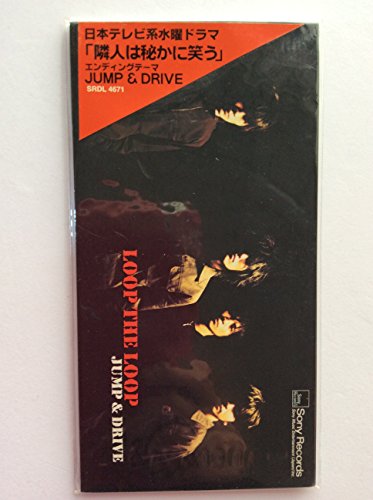 日本テレビ系水曜ドラマ
「隣人は秘かに笑う」
エンディングテーマ
JUMP & DRIVE
SRDL 4671
LOOP THE LOOP
JUMP & DRIVE
Sony Records